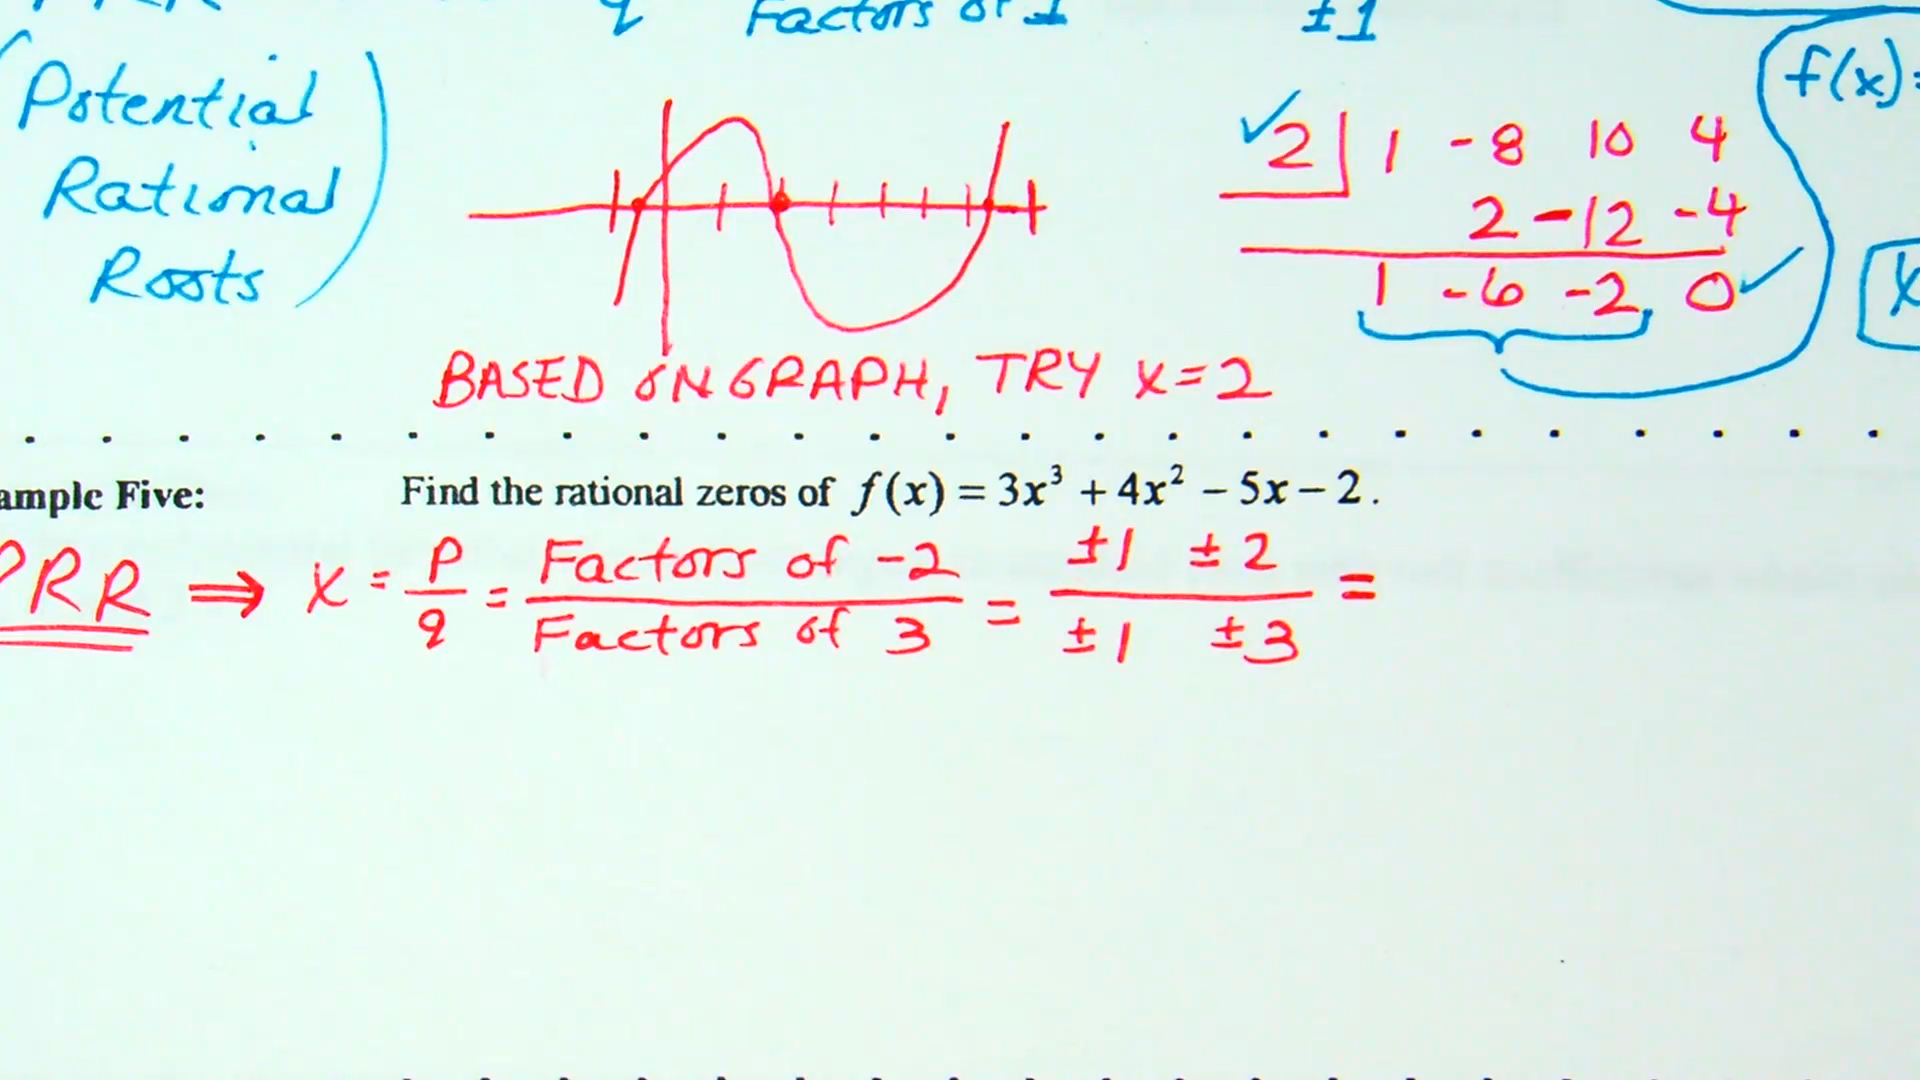 q Factors of 1 ±1
(Potential
Rational
Roots)
2 | 1 -8 10 4
2 -12 -4
1 -6 -2 0
f(x)=
x
BASED ON GRAPH, TRY x=2
ample Five: Find the rational zeros of f(x) = 3x³ + 4x² − 5x − 2.
PRR ⇒ x = p/q = Factors of -2 / Factors of 3 = ±1 ±2 / ±1 ±3 =